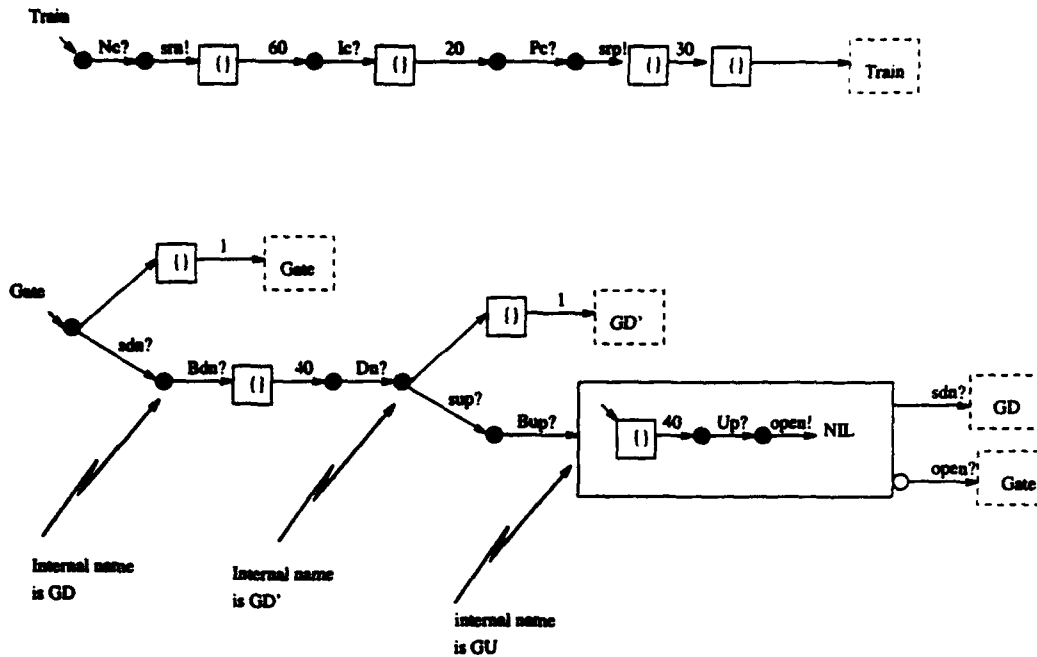 Train
Nc? srn! {} 60 Ic? {} 20 Pc? srp! {} 30 {} Train
{} 1 Gate
Gate
{} 1 GD'
sdn?
Bdn? {} 40 Dn?
sup?
Bup?
{} 40 Up? open! NIL
sdn? GD
open? Gate
Internal name
is GD
Internal name
is GD'
internal name
is GU